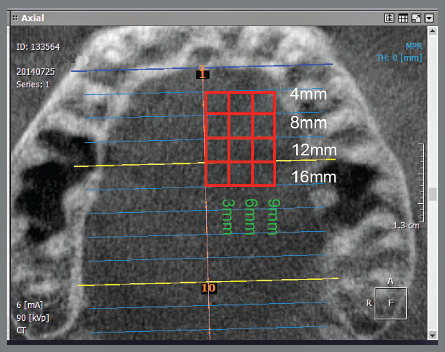 Axial
ID: 133564
MPR
TH: 0 [mm]
20140725
Series: 1
1
4mm
8mm
12mm
16mm
3mm
6mm
9mm
1.3 cm
10
A
R F
6 [mA]
90 [kVp]
CT